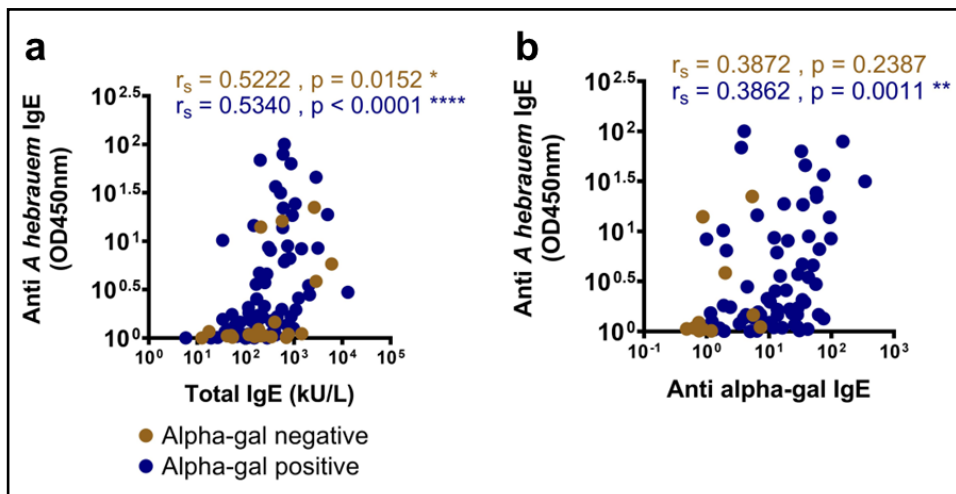 a
r_s = 0.5222 , p = 0.0152 *
r_s = 0.5340 , p < 0.0001 ****
Anti A hebrauem IgE
(OD450nm)
10^2.5
10^2
10^1.5
10^1
10^0.5
10^0
10^0 10^1 10^2 10^3 10^4 10^5
Total IgE (kU/L)
Alpha-gal negative
Alpha-gal positive
b
r_s = 0.3872 , p = 0.2387
r_s = 0.3862 , p = 0.0011 **
Anti A hebrauem IgE
(OD450nm)
10^2.5
10^2
10^1.5
10^1
10^0.5
10^0
10^-1 10^0 10^1 10^2 10^3
Anti alpha-gal IgE